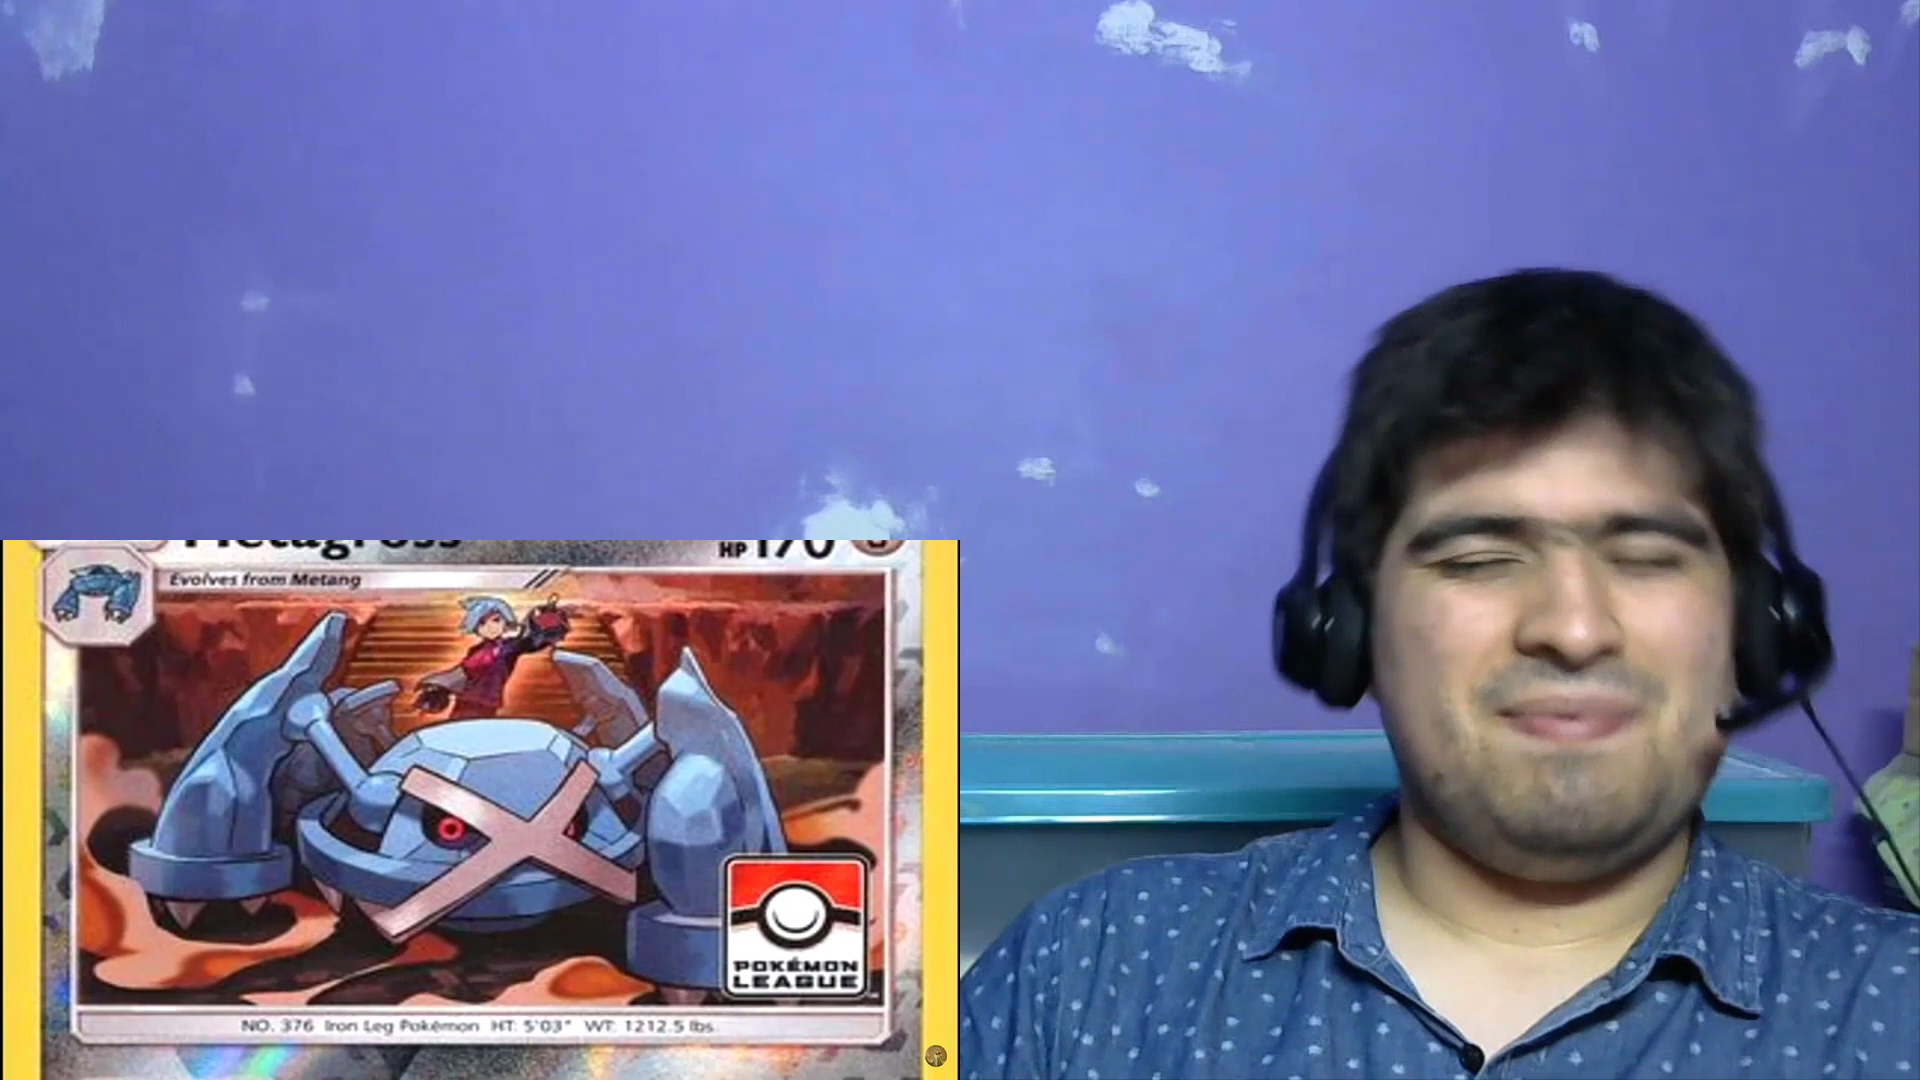 Metagross HP 170
Evolves from Metang
POKÉMON
LEAGUE
NO. 376 Iron Leg Pokémon HT: 5'03" WT: 1212.5 lbs.